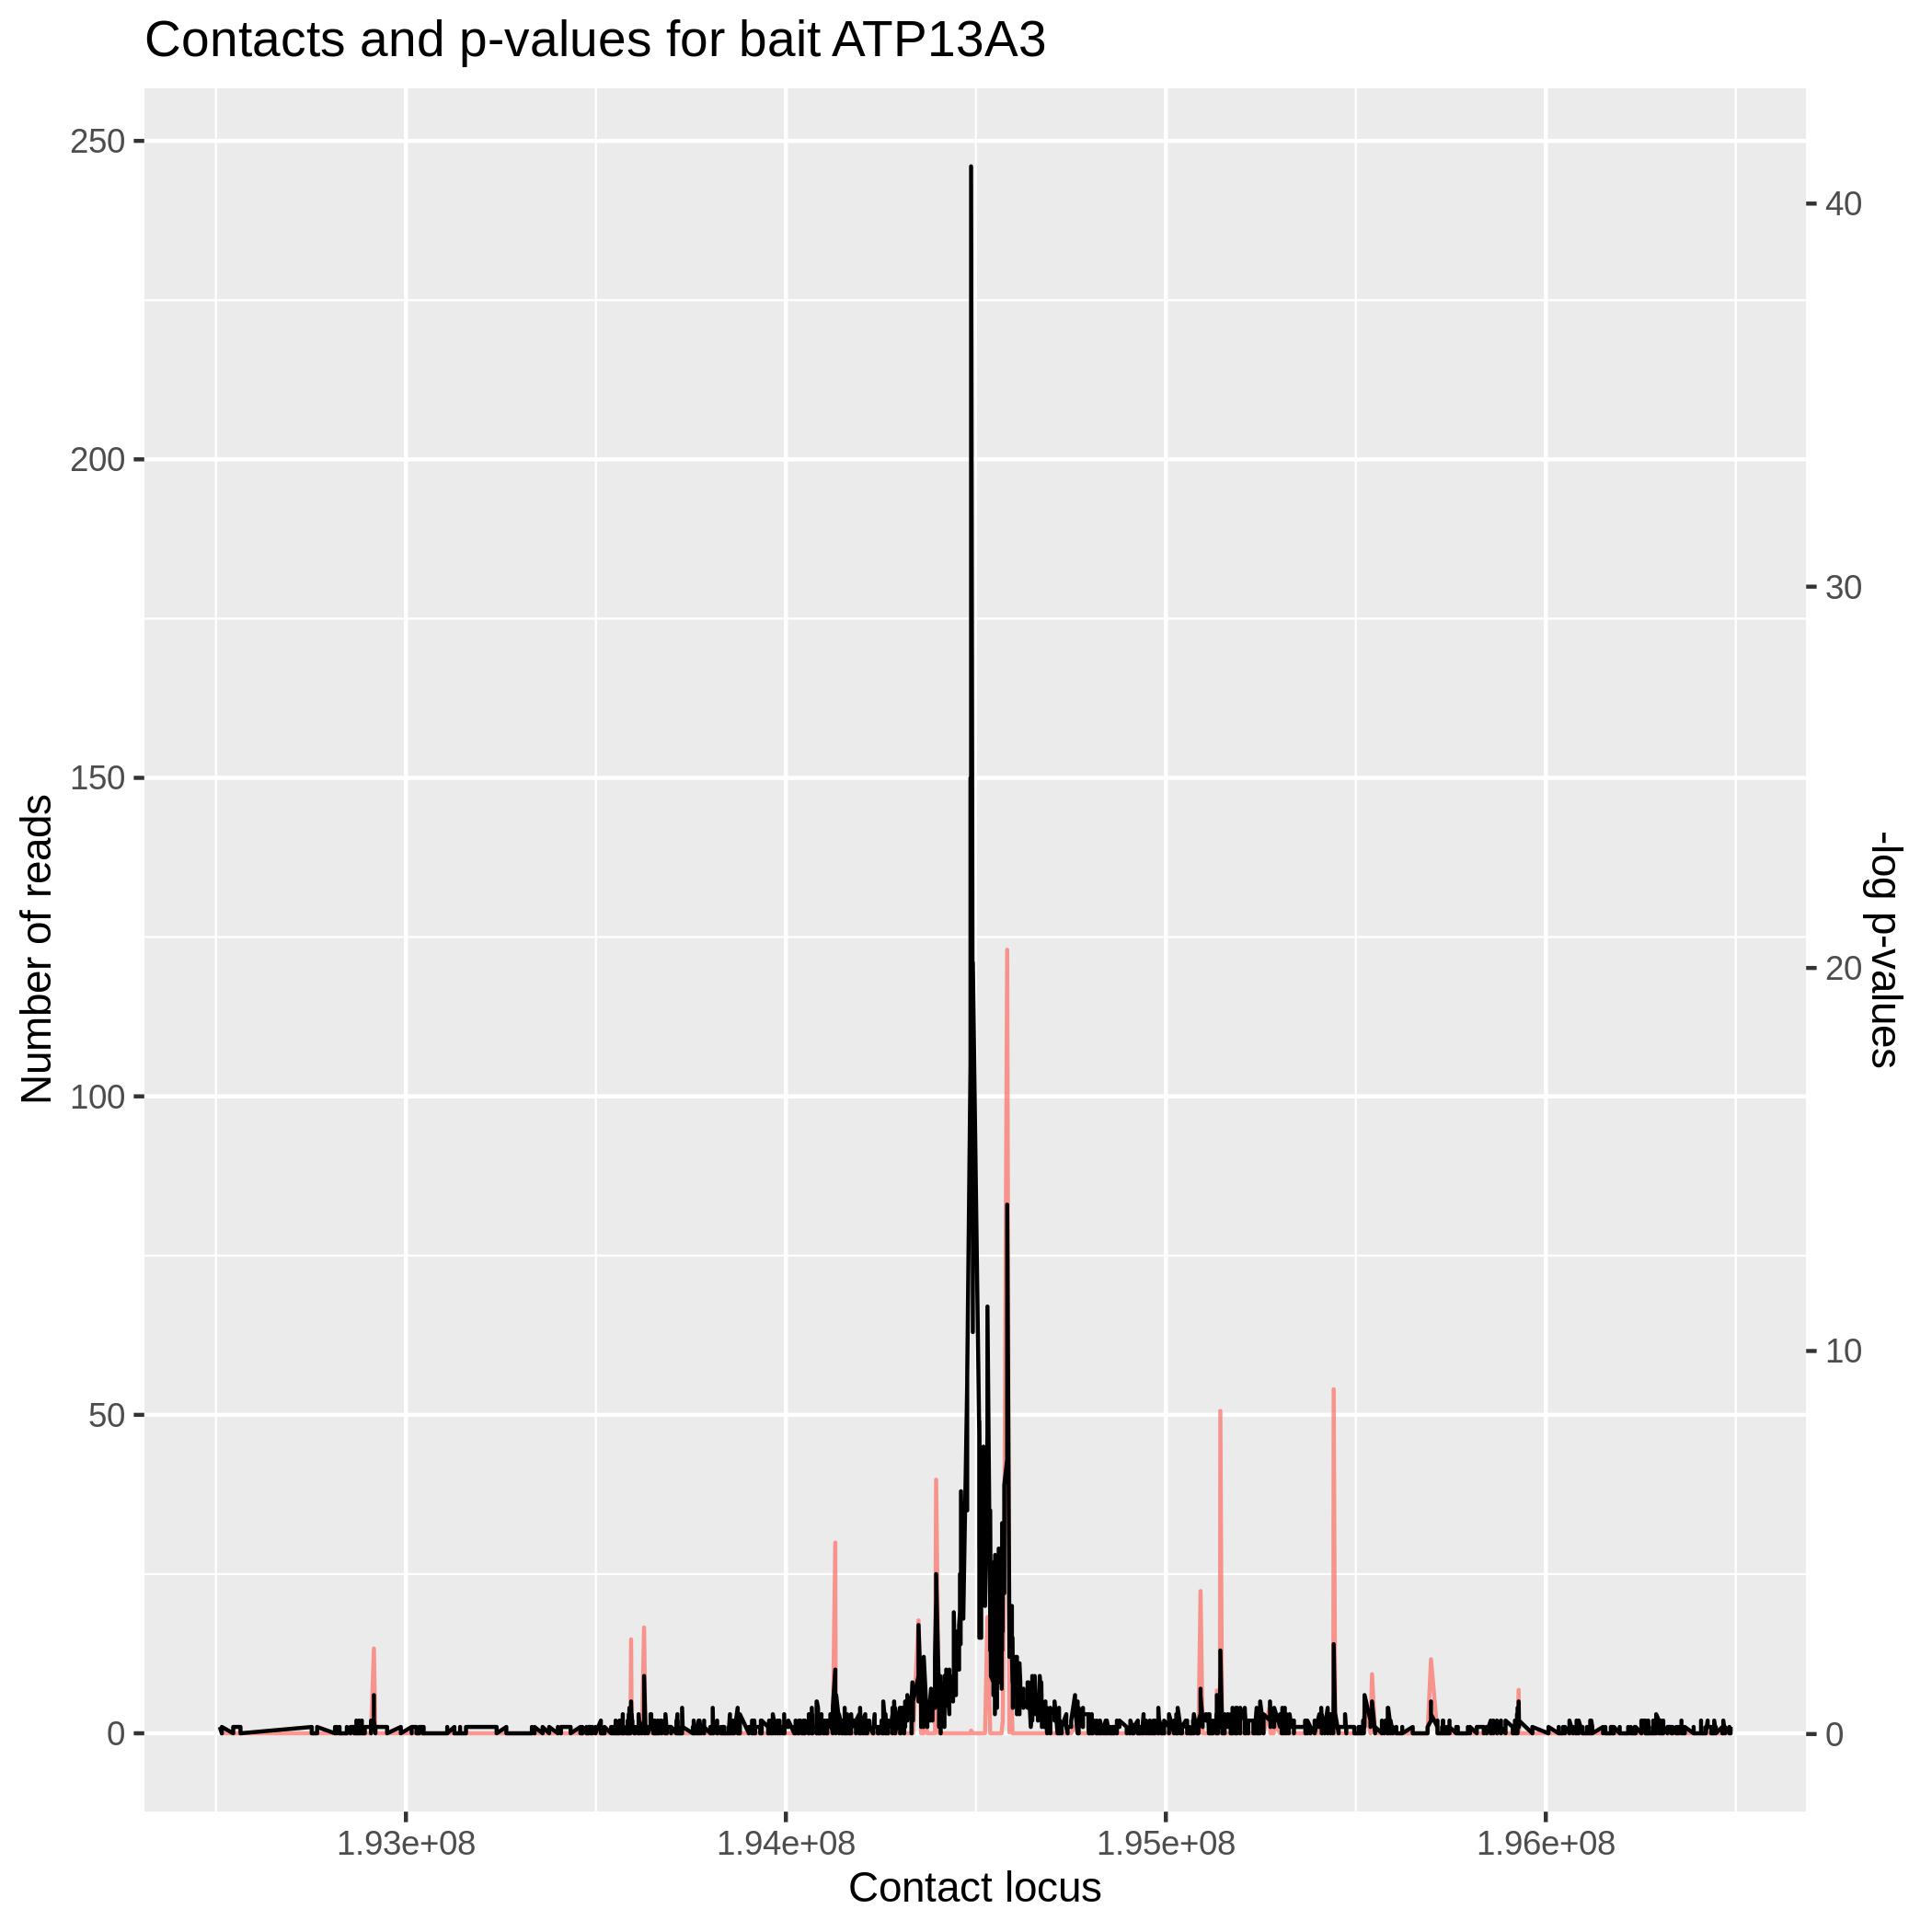 Contacts and p-values for bait ATP13A3
250
200
150
100
50
0
Number of reads
40
30
20
10
0
-log p-values
1.93e+08
1.94e+08
1.95e+08
1.96e+08
Contact locus